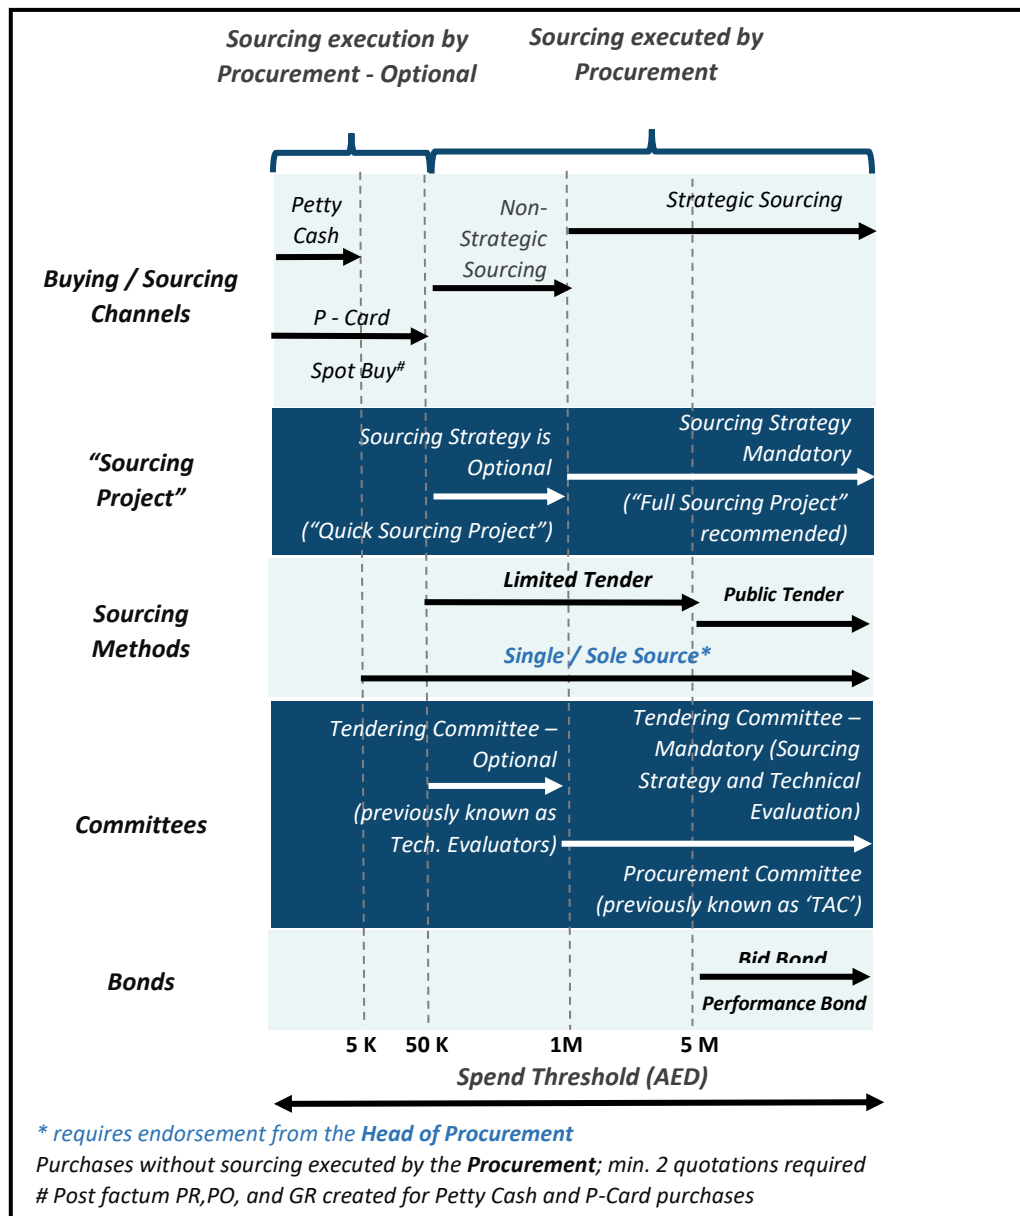 Sourcing execution by
Procurement - Optional
Sourcing executed by
Procurement
Petty
Cash
Non-
Strategic
Sourcing
Strategic Sourcing
Buying / Sourcing
Channels
P - Card
Spot Buy#
“Sourcing
Project”
Sourcing Strategy is
Optional
(“Quick Sourcing Project”)
Sourcing Strategy
Mandatory
(“Full Sourcing Project”
recommended)
Sourcing
Methods
Limited Tender
Public Tender
Single / Sole Source*
Committees
Tendering Committee –
Optional
(previously known as
Tech. Evaluators)
Tendering Committee –
Mandatory (Sourcing
Strategy and Technical
Evaluation)
Procurement Committee
(previously known as ‘TAC’)
Bonds
Bid Bond
Performance Bond
5 K 50 K 1M 5 M
Spend Threshold (AED)
* requires endorsement from the Head of Procurement
Purchases without sourcing executed by the Procurement; min. 2 quotations required
# Post factum PR,PO, and GR created for Petty Cash and P-Card purchases